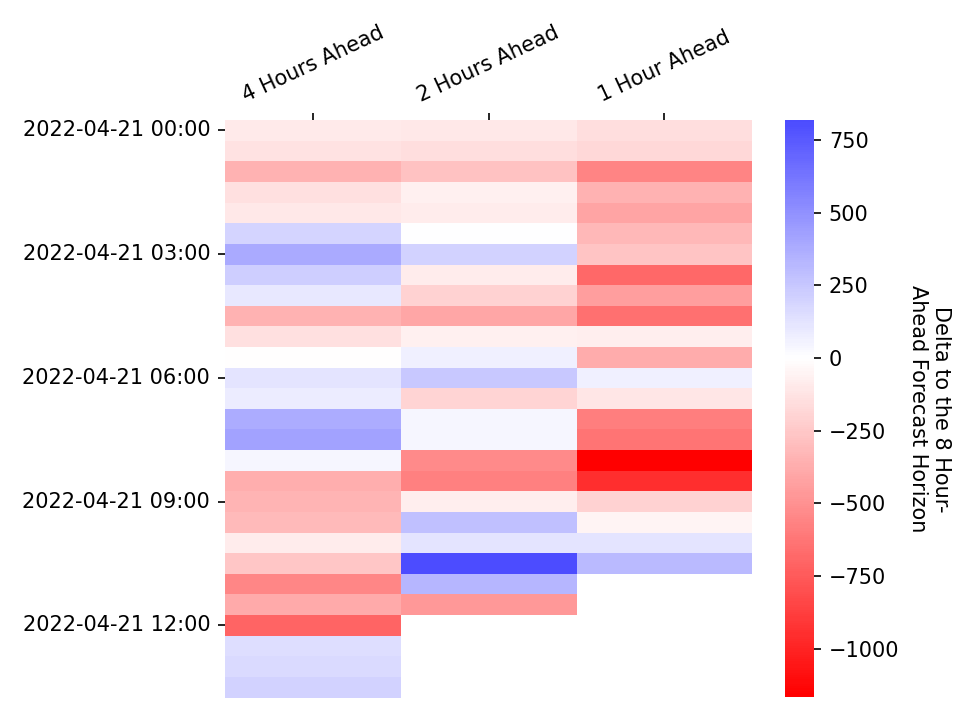 4 Hours Ahead
2 Hours Ahead
1 Hour Ahead
2022-04-21 00:00
2022-04-21 03:00
2022-04-21 06:00
2022-04-21 09:00
2022-04-21 12:00
750
500
250
0
−250
−500
−750
−1000
Delta to the 8 Hour-
Ahead Forecast Horizon